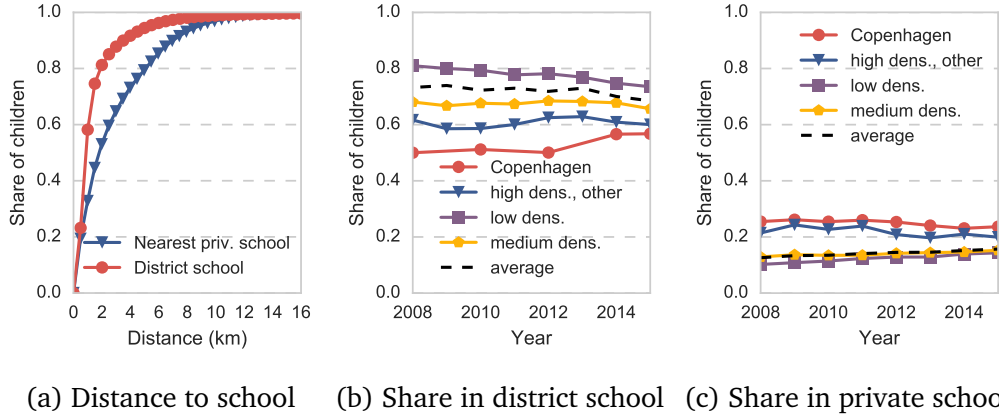 1.0
0.8
0.6
0.4
0.2
0.0
Share of children
Nearest priv. school
District school
0 2 4 6 8 10 12 14 16
Distance (km)
(a) Distance to school
1.0
0.8
0.6
0.4
0.2
0.0
Share of children
Copenhagen
high dens., other
low dens.
medium dens.
average
2008 2010 2012 2014
Year
(b) Share in district school
1.0
0.8
0.6
0.4
0.2
0.0
Share of children
Copenhagen
high dens., other
low dens.
medium dens.
average
2008 2010 2012 2014
Year
(c) Share in private schoo